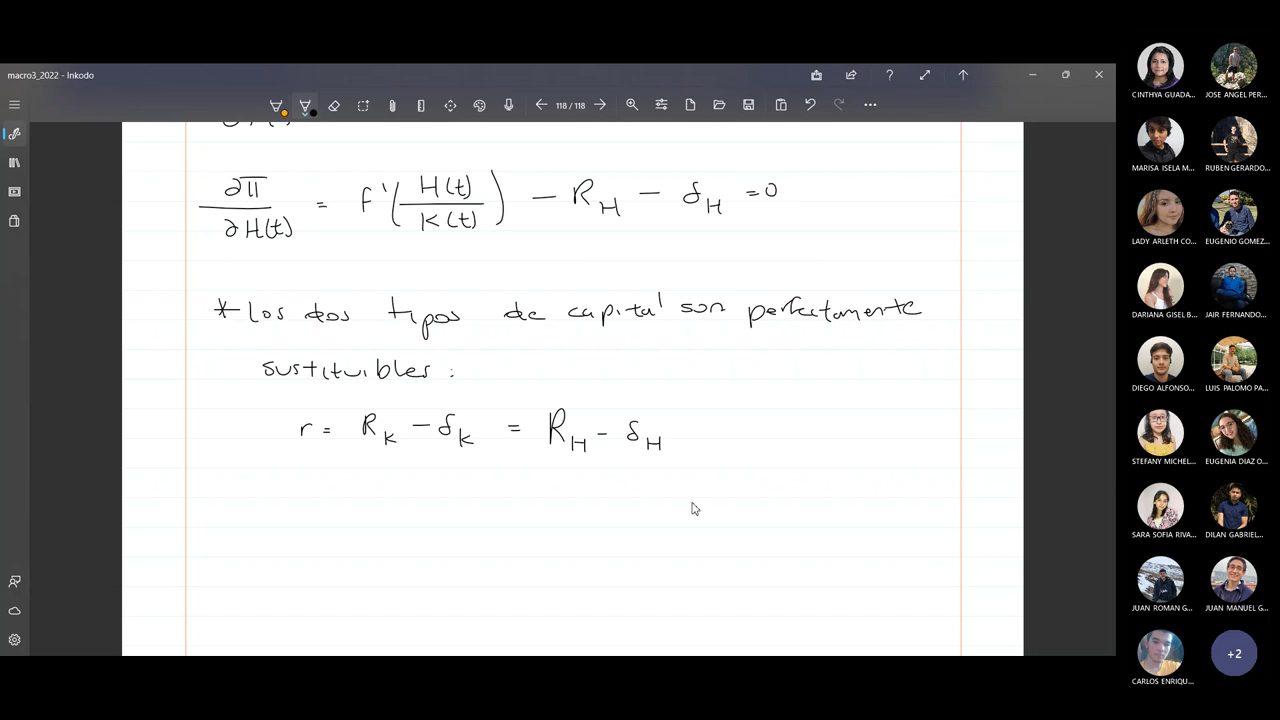 macro3_2022 - Inkodo
118 / 118
∂Π/∂H(t) = f'(H(t)/K(t)) - R_H - δ_H = 0
* Los dos tipos de capital son perfectamente
sustituibles:
r = R_K - δ_K = R_H - δ_H
CINTHYA GUADA...
JOSE ANGEL PER...
MARISA ISELA M...
RUBEN GERARDO...
LADY ARLETH CO...
EUGENIO GOMEZ...
DARIANA GISEL B...
JAIR FERNANDO...
DIEGO ALFONSO...
LUIS PALOMO PA...
STEFANY MICHEL...
EUGENIA DIAZ O...
SARA SOFIA RIVA...
DILAN GABRIEL...
JUAN ROMAN G...
JUAN MANUEL G...
CARLOS ENRIQU...
+2